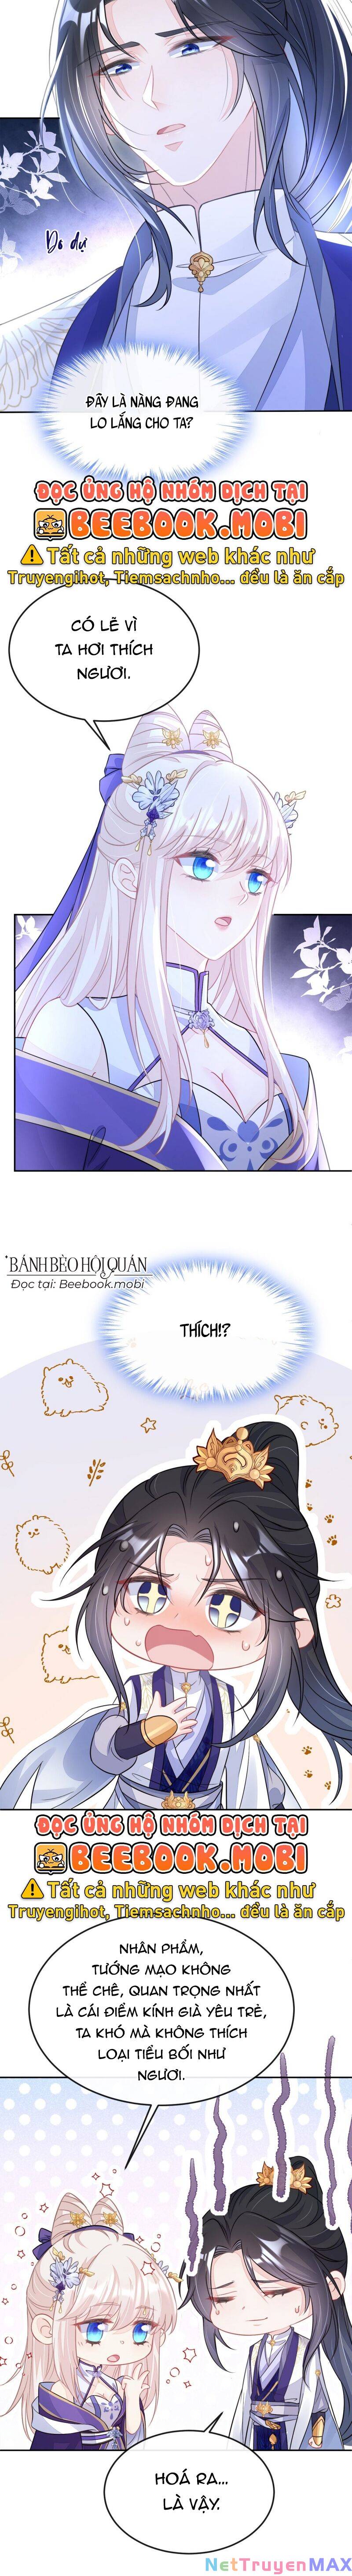 Do dự
ĐÂY LÀ NÀNG ĐANG
LO LẮNG CHO TA?
ĐỌC ỦNG HỘ NHÓM DỊCH TẠI
BEEBOOK.MOBI
Tất cả những web khác như
Truyengihot, Tiemsachnho... đều là ăn cắp
CÓ LẼ VÌ
TA HƠI THÍCH
NGƯƠI.
BÁNH BÈO HỘI QUÁN
Đọc tại: Beebook.mobi
THÍCH!?
ĐỌC ỦNG HỘ NHÓM DỊCH TẠI
BEEBOOK.MOBI
Tất cả những web khác như
Truyengihot, Tiemsachnho... đều là ăn cắp
NHÂN PHẨM,
TƯỚNG MẠO KHÔNG
THỂ CHÊ, QUAN TRỌNG NHẤT
LÀ CÁI ĐIỂM KÍNH GIÀ YÊU TRẺ,
TA KHÓ MÀ KHÔNG THÍCH
LOẠI TIỂU BỐI NHƯ
NGƯƠI.
HOÁ RA...
LÀ VẬY.
NetTruyenMAX